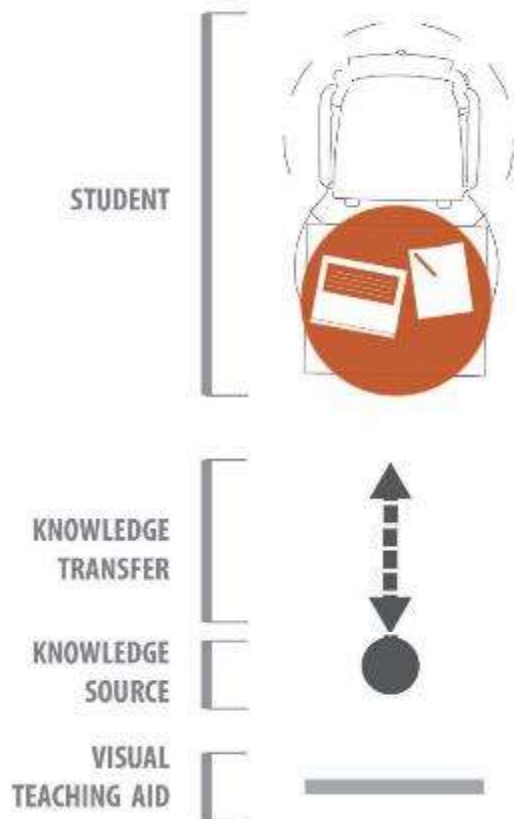 STUDENT
KNOWLEDGE
TRANSFER
KNOWLEDGE
SOURCE
VISUAL
TEACHING AID